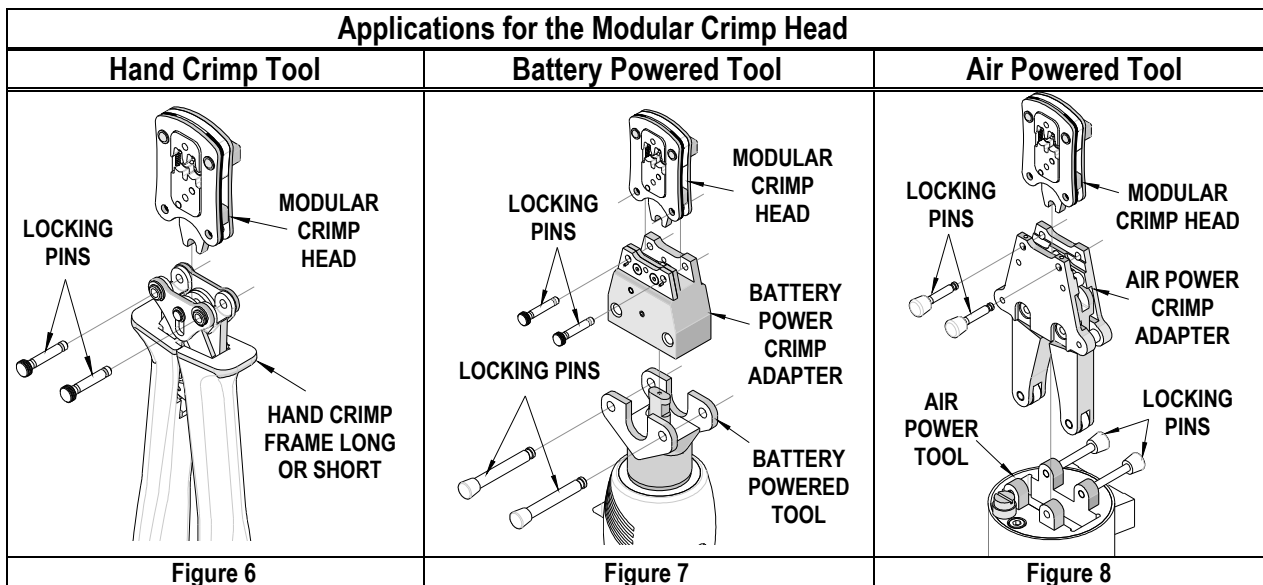 Applications for the Modular Crimp Head
Hand Crimp Tool
Battery Powered Tool
Air Powered Tool
LOCKING
PINS
MODULAR
CRIMP
HEAD
HAND CRIMP
FRAME LONG
OR SHORT
LOCKING
PINS
MODULAR
CRIMP
HEAD
BATTERY
POWER
CRIMP
ADAPTER
LOCKING PINS
BATTERY
POWERED
TOOL
LOCKING
PINS
MODULAR
CRIMP HEAD
AIR POWER
CRIMP
ADAPTER
AIR
POWER
TOOL
LOCKING
PINS
Figure 6
Figure 7
Figure 8